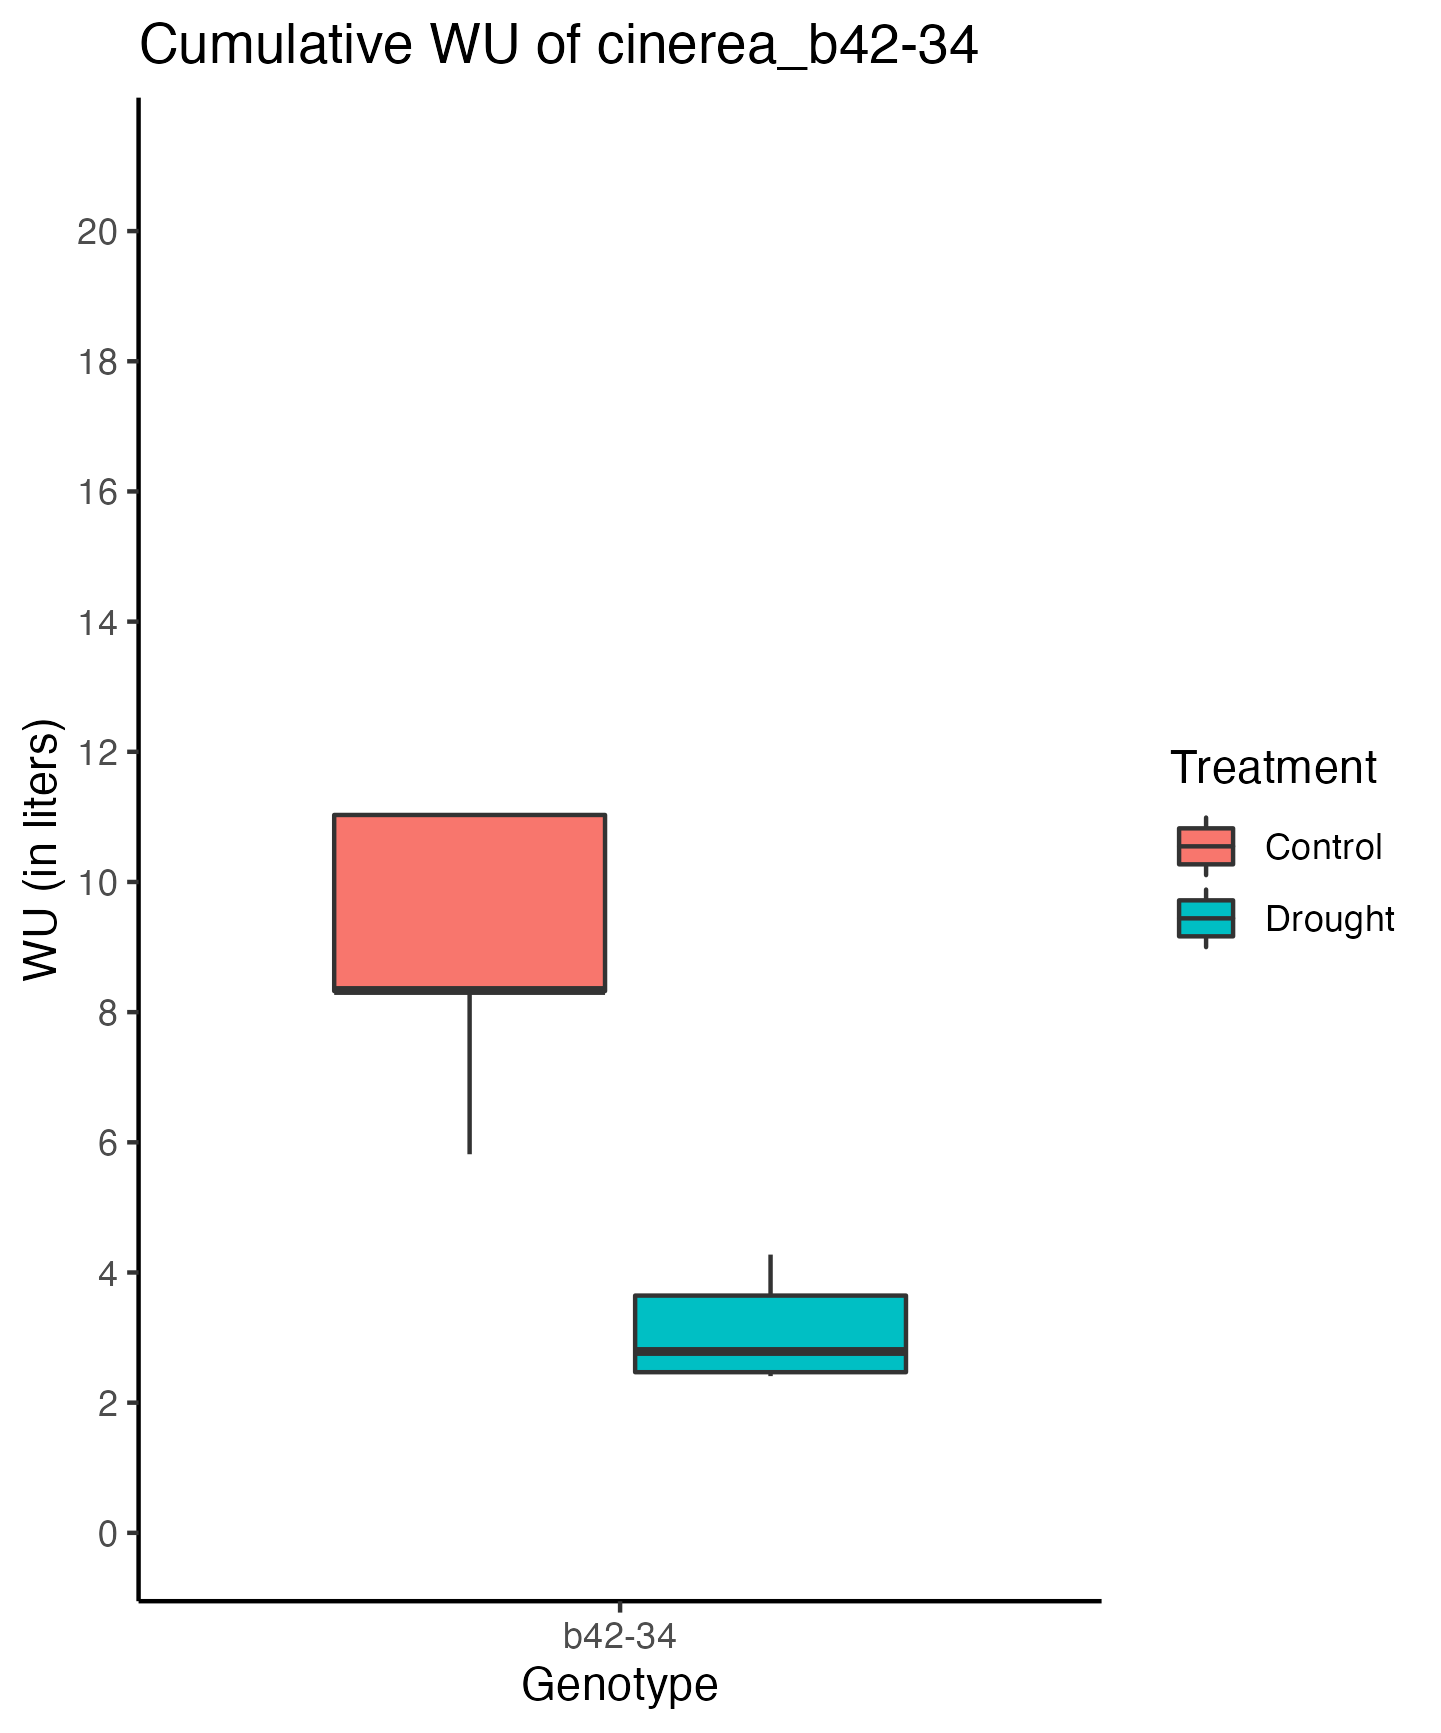 Cumulative WU of cinerea_b42-34
WU (in liters)
20
18
16
14
12
10
8
6
4
2
0
b42-34
Genotype
Treatment
Control
Drought